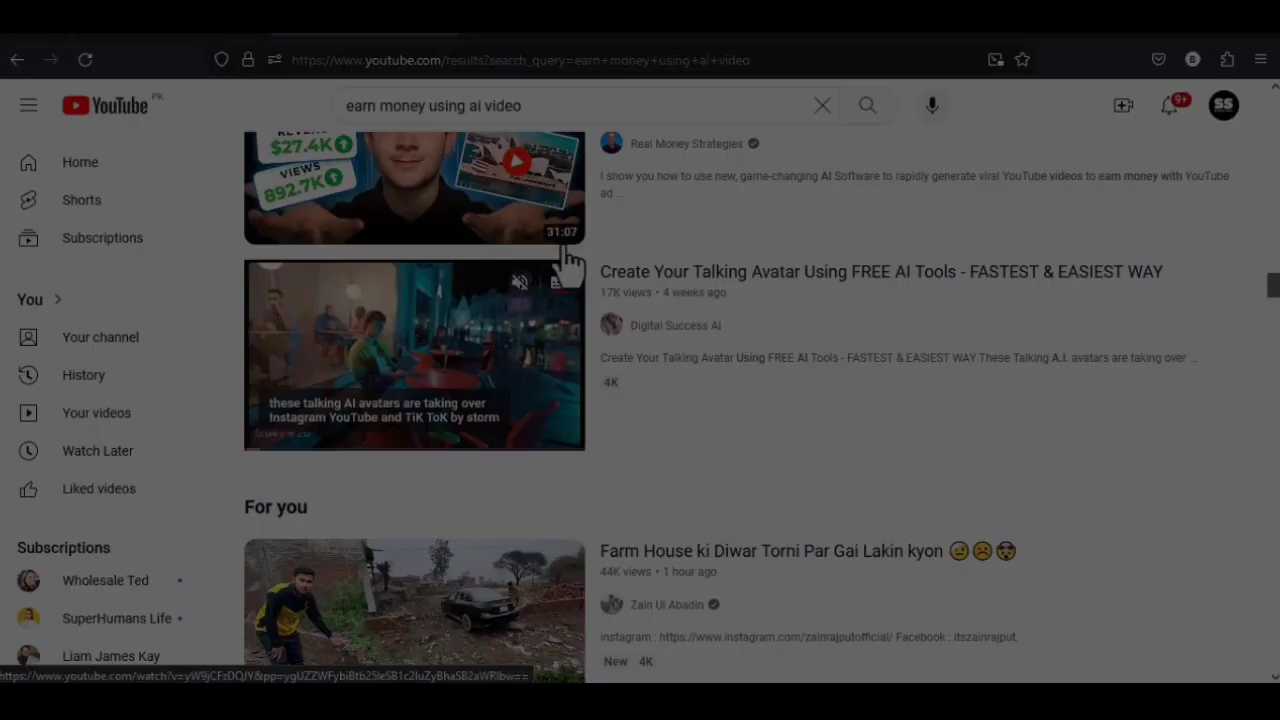 https://www.youtube.com/results?search_query=earn+money+using+ai+video
YouTube PK
earn money using ai video
9+
SS
B
$27.4K
VIEWS
892.7K
31:07
Real Money Strategies
I show you how to use new, game-changing AI Software to rapidly generate viral YouTube videos to earn money with YouTube
ad ...
Home
Shorts
Subscriptions
You
Your channel
History
Your videos
Watch Later
Liked videos
Create Your Talking Avatar Using FREE AI Tools - FASTEST & EASIEST WAY
17K views • 4 weeks ago
Digital Success AI
Create Your Talking Avatar Using FREE AI Tools - FASTEST & EASIEST WAY These Talking A.I. avatars are taking over ...
4K
these talking AI avatars are taking over
Instagram YouTube and TiK ToK by storm
For you
Farm House ki Diwar Torni Par Gai Lakin kyon 😥☹️🤯
44K views • 1 hour ago
Zain Ul Abadin
instagram : https://www.instagram.com/zainrajputofficial/ Facebook : itszainrajput.
New 4K
Subscriptions
Wholesale Ted
SuperHumans Life
Liam James Kay